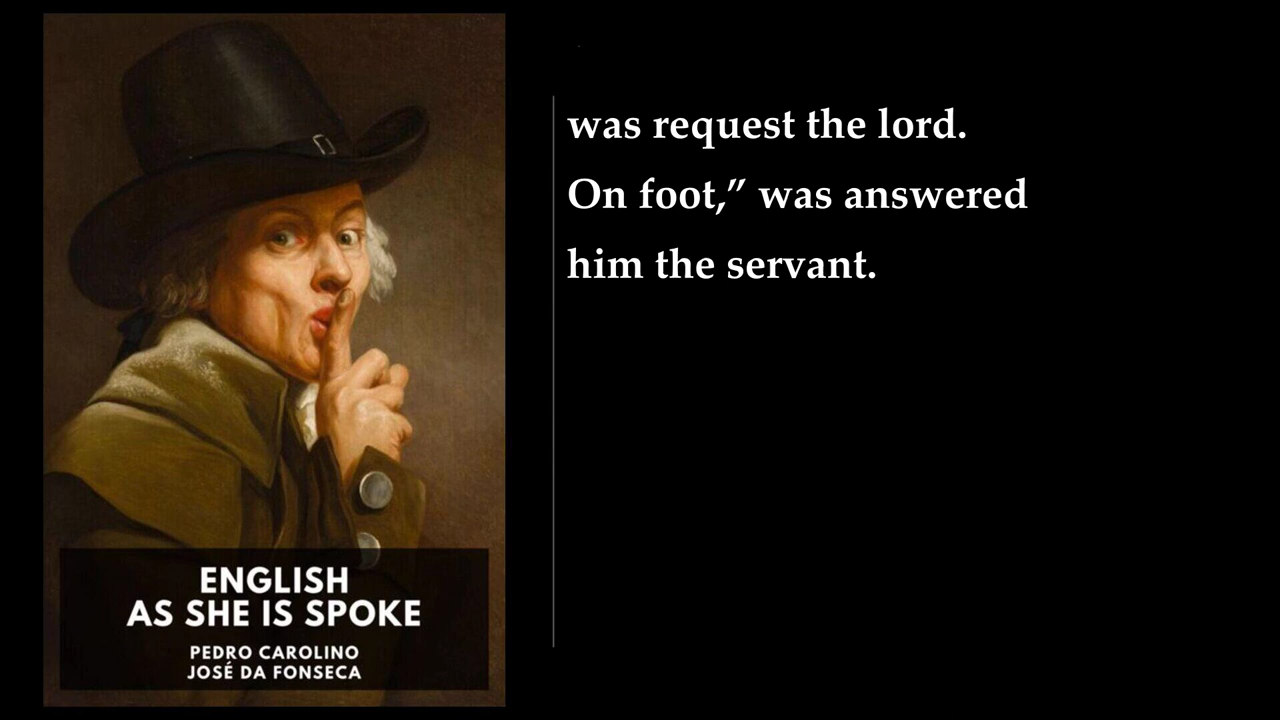 ENGLISH
AS SHE IS SPOKE
PEDRO CAROLINO
JOSÉ DA FONSECA
was request the lord.
On foot,” was answered
him the servant.